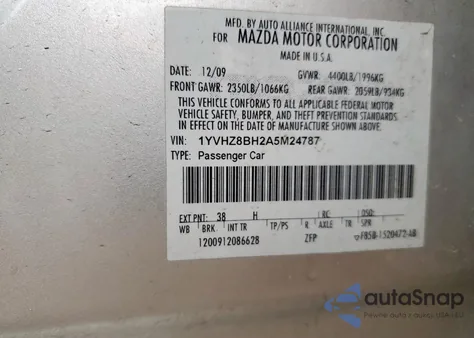 MFD. BY AUTO ALLIANCE INTERNATIONAL, INC.
FOR MAZDA MOTOR CORPORATION
MADE IN U.S.A.
DATE: 12/09 GVWR: 4400LB/1996KG
FRONT GAWR: 2350LB/1066KG REAR GAWR: 2059LB/934KG
THIS VEHICLE CONFORMS TO ALL APPLICABLE FEDERAL MOTOR
VEHICLE SAFETY, BUMPER, AND THEFT PREVENTION STANDARDS
IN EFFECT ON THE DATE OF MANUFACTURE SHOWN ABOVE.
VIN: 1YVHZ8BH2A5M24787
TYPE: Passenger Car
EXT PNT: 38 H RC: DSO:
WB BRK INT TR TP/PS R AXLE TR SPR
1200912086628 ZFP
autoSnap